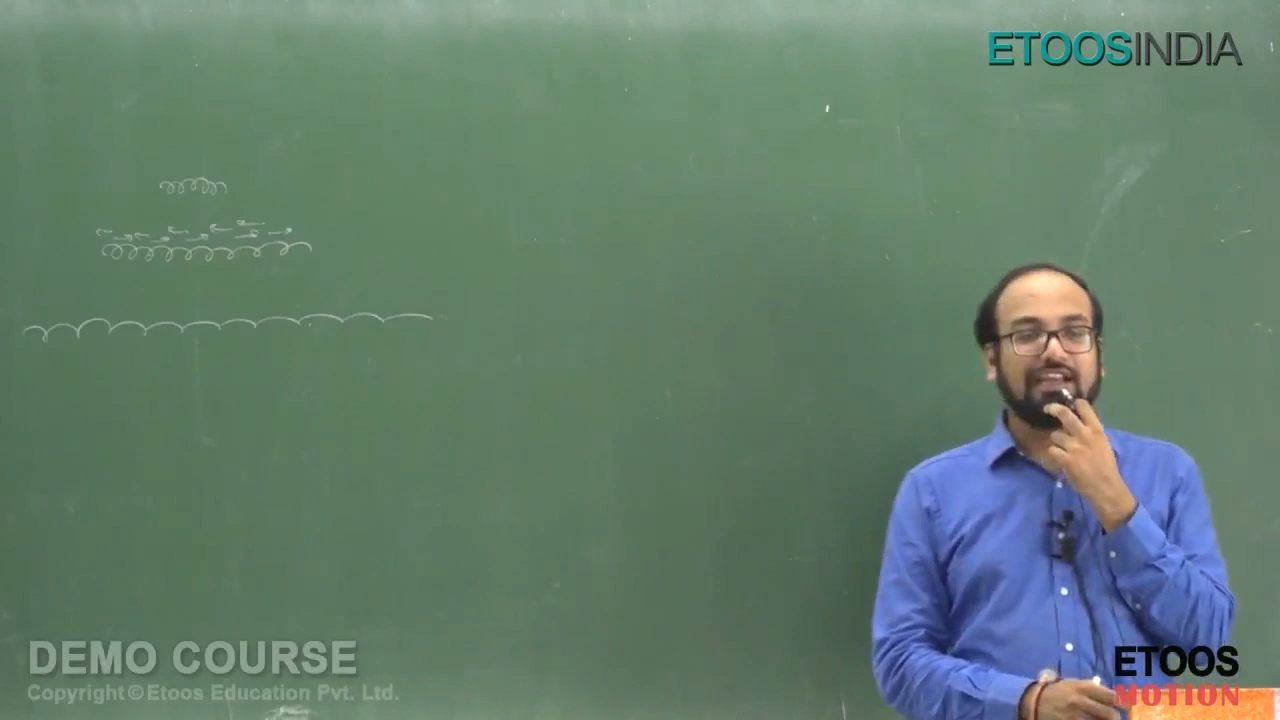 ETOOSINDIA
DEMO COURSE
Copyright © Etoos Education Pvt. Ltd.
ETOOS
MOTION